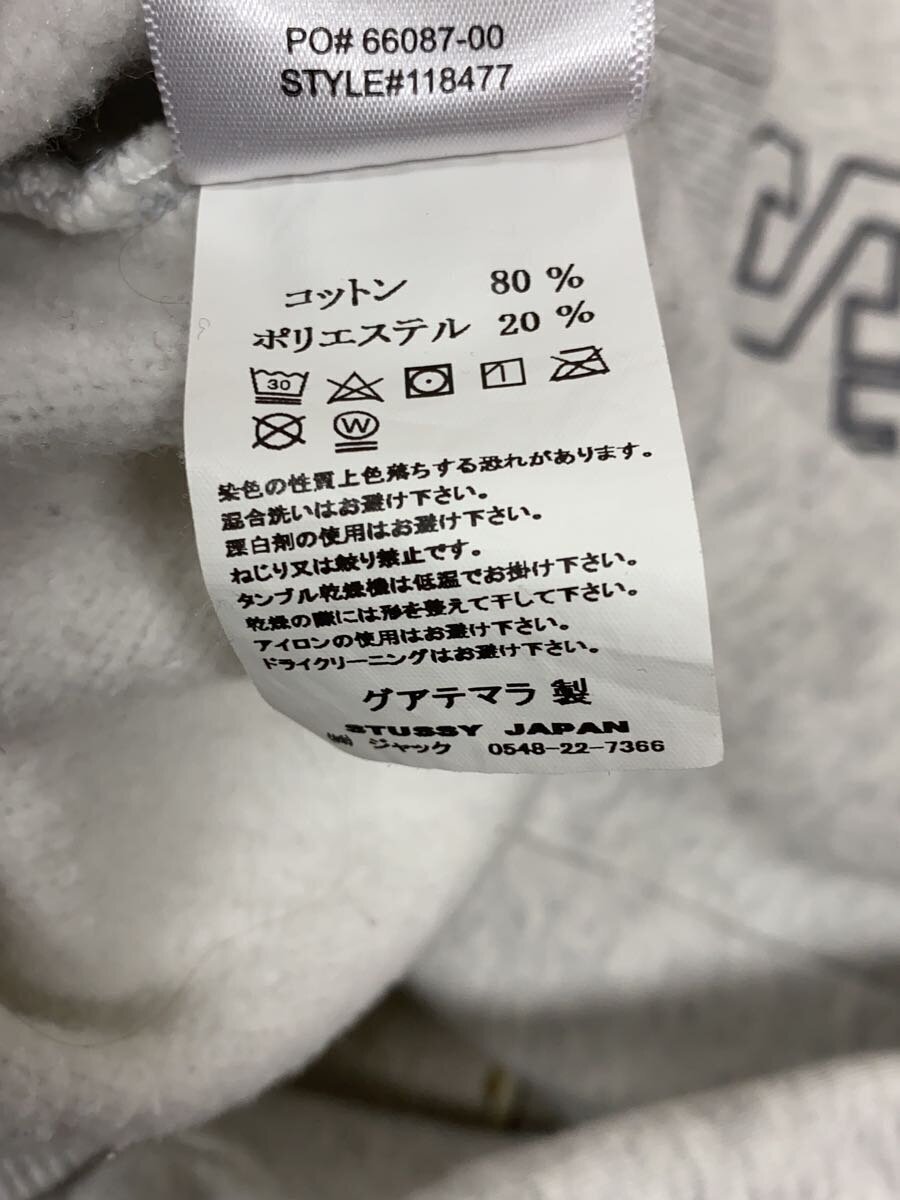 PO# 66087-00
STYLE#118477
コットン 80 %
ポリエステル 20 %
30 1
W
染色の性質上色落ちする恐れがあります。
混合洗いはお避け下さい。
漂白剤の使用はお避け下さい。
ねじり又は絞り禁止です。
タンブル乾燥機は低温でお掛け下さい。
乾燥の際には形を整えて干して下さい。
アイロンの使用はお避け下さい。
ドライクリーニングはお避け下さい。
グアテマラ 製
STUSSY JAPAN
ジャック 0548-22-7366